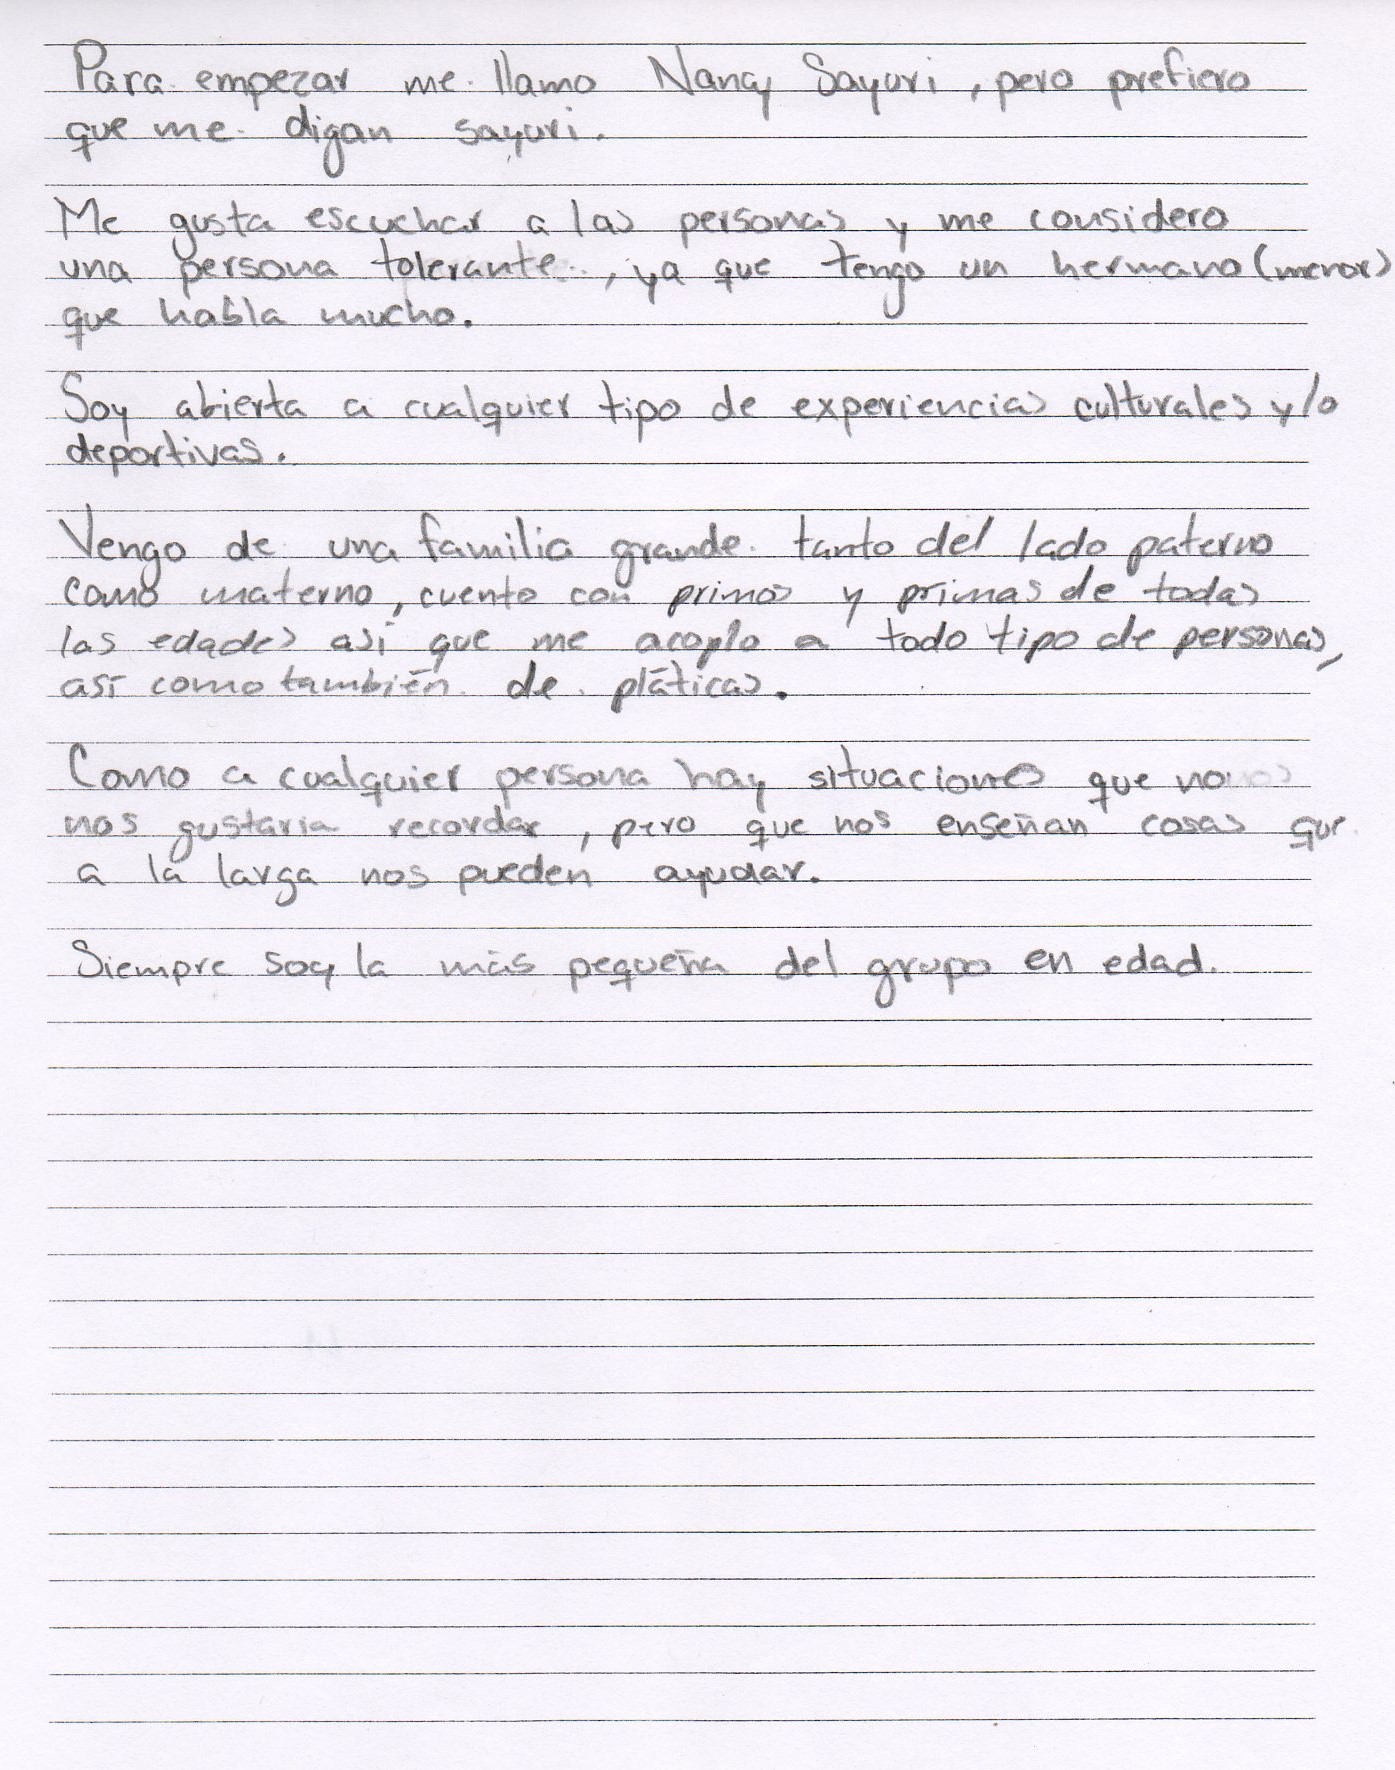 Para empezar me llamo Nancy Sayuri, pero prefiero
que me digan sayuri.
Me gusta escuchar a las personas y me considero
una persona tolerante, ya que tengo un hermano (menor)
que habla mucho.
Soy abierta a cualquier tipo de experiencias culturales y/o
deportivas.
Vengo de una familia grande tanto del lado paterno
como materno, cuento con primos y primas de todas
las edades así que me acoplo a todo tipo de personas,
así como también de pláticas.
Como a cualquier persona hay situaciones que no
nos gustaria recordar, pero que nos enseñan cosas que
a la larga nos pueden ayudar.
Siempre soy la más pequeña del grupo en edad.